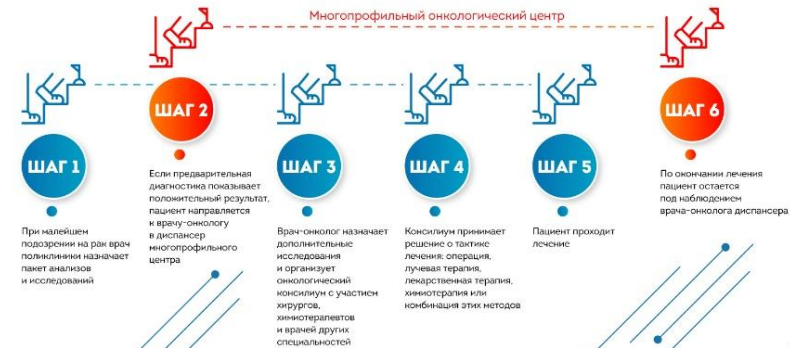 Многопрофильный онкологический центр
ШАГ 1
При малейшем
подозрении на рак врач
поликлиники назначает
пакет анализов
и исследований
ШАГ 2
Если предварительная
диагностика показывает
положительный результат,
пациент направляется
к врачу-онкологу
в диспансер
многопрофильного
центра
ШАГ 3
Врач-онколог назначает
дополнительные
исследования
и организует
онкологический
консилиум с участием
хирургов,
химиотерапевтов
и врачей других
специальностей
ШАГ 4
Консилиум принимает
решение о тактике
лечения: операция,
лучевая терапия,
лекарственная терапия,
химиотерапия или
комбинация этих методов
ШАГ 5
Пациент проходит
лечение
ШАГ 6
По окончании лечения
пациент остается
под наблюдением
врача-онколога диспансера